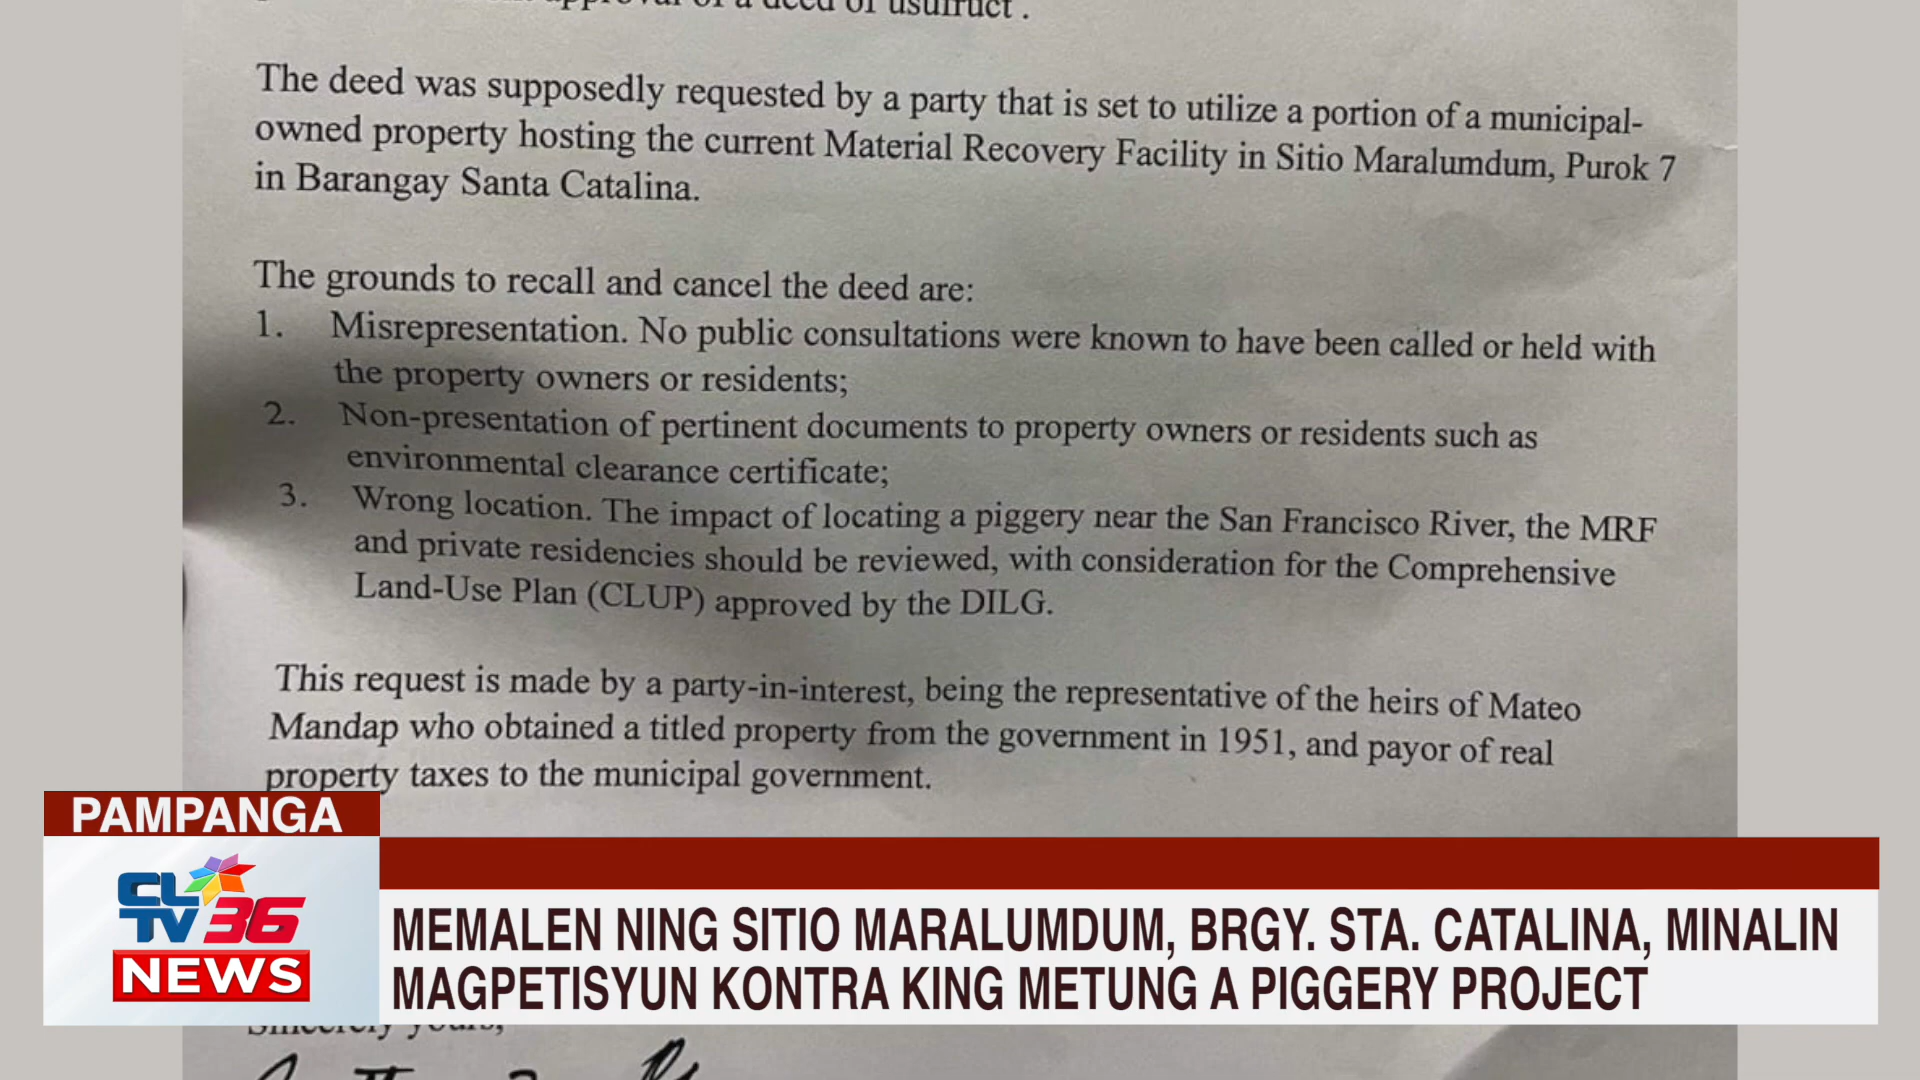 approval of a deed of usufruct .
The deed was supposedly requested by a party that is set to utilize a portion of a municipal-
owned property hosting the current Material Recovery Facility in Sitio Maralumdum, Purok 7
in Barangay Santa Catalina.
The grounds to recall and cancel the deed are:
1. Misrepresentation. No public consultations were known to have been called or held with
the property owners or residents;
2. Non-presentation of pertinent documents to property owners or residents such as
environmental clearance certificate;
3. Wrong location. The impact of locating a piggery near the San Francisco River, the MRF
and private residencies should be reviewed, with consideration for the Comprehensive
Land-Use Plan (CLUP) approved by the DILG.
This request is made by a party-in-interest, being the representative of the heirs of Mateo
Mandap who obtained a titled property from the government in 1951, and payor of real
property taxes to the municipal government.
PAMPANGA
CLTV36
NEWS
MEMALEN NING SITIO MARALUMDUM, BRGY. STA. CATALINA, MINALIN
MAGPETISYUN KONTRA KING METUNG A PIGGERY PROJECT
Sincerely yours,